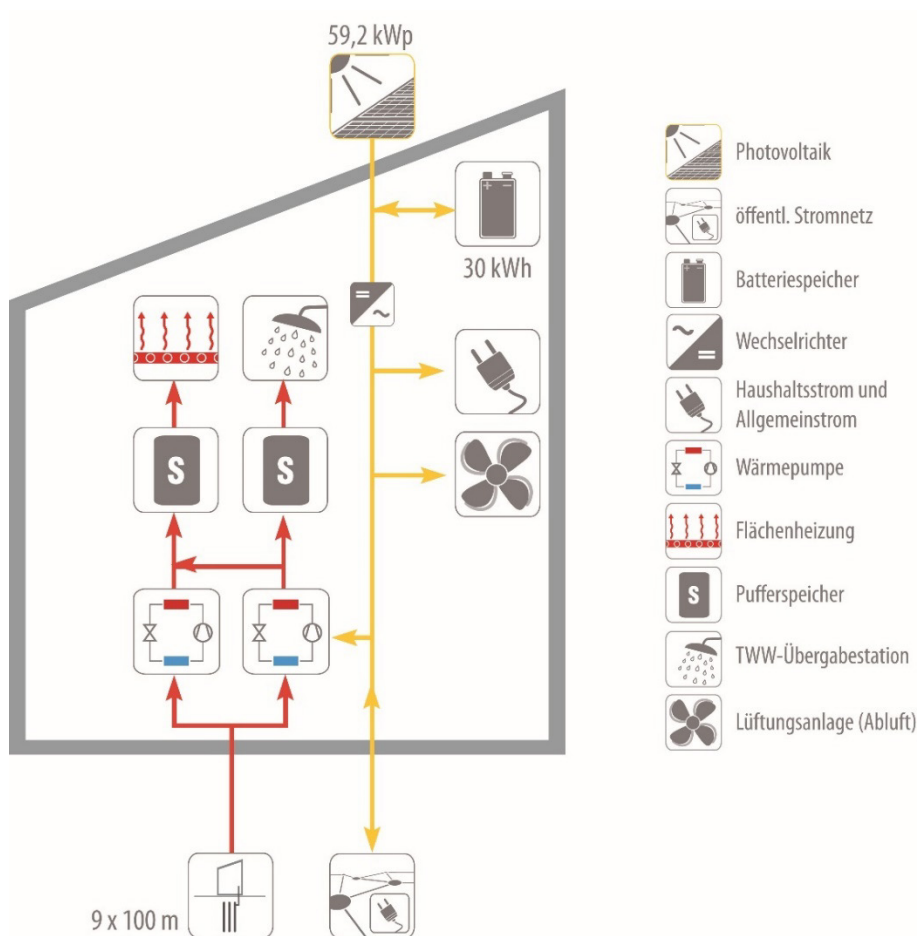 59,2 kWp
30 kWh
S
S
9 x 100 m
Photovoltaik
öffentl. Stromnetz
Batteriespeicher
Wechselrichter
Haushaltsstrom und
Allgemeinstrom
Wärmepumpe
Flächenheizung
S
Pufferspeicher
TWW-Übergabestation
Lüftungsanlage (Abluft)